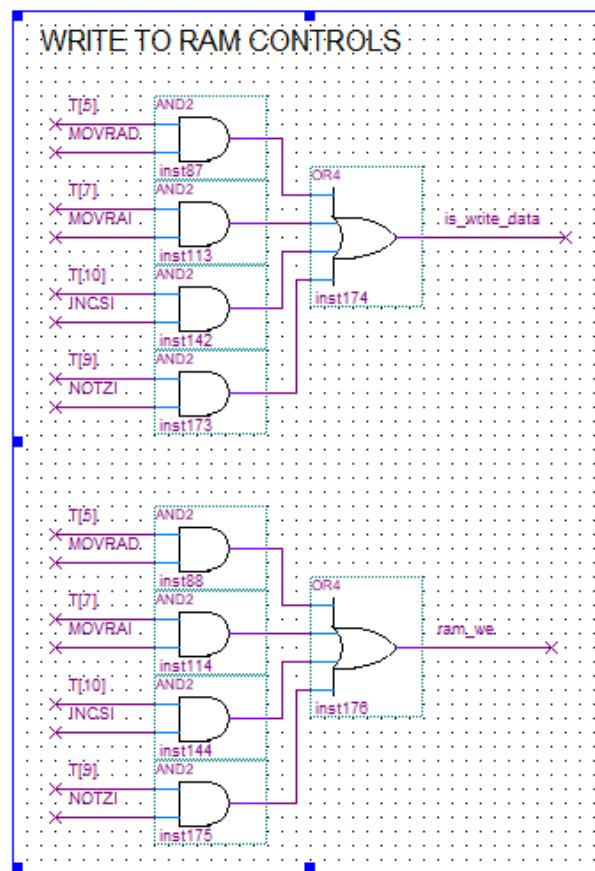 WRITE TO RAM CONTROLS
T[5]
AND2
MOVRAD
inst87
T[7]
AND2
MOVRAI
inst113
OR4
is_write_data
inst174
T[10]
AND2
INCSI
inst142
T[9]
AND2
NOTZI
inst173
T[5]
AND2
MOVRAD
inst88
T[7]
AND2
MOVRAI
inst114
OR4
ram_we
inst176
T[10]
AND2
INCSI
inst144
T[9]
AND2
NOTZI
inst175